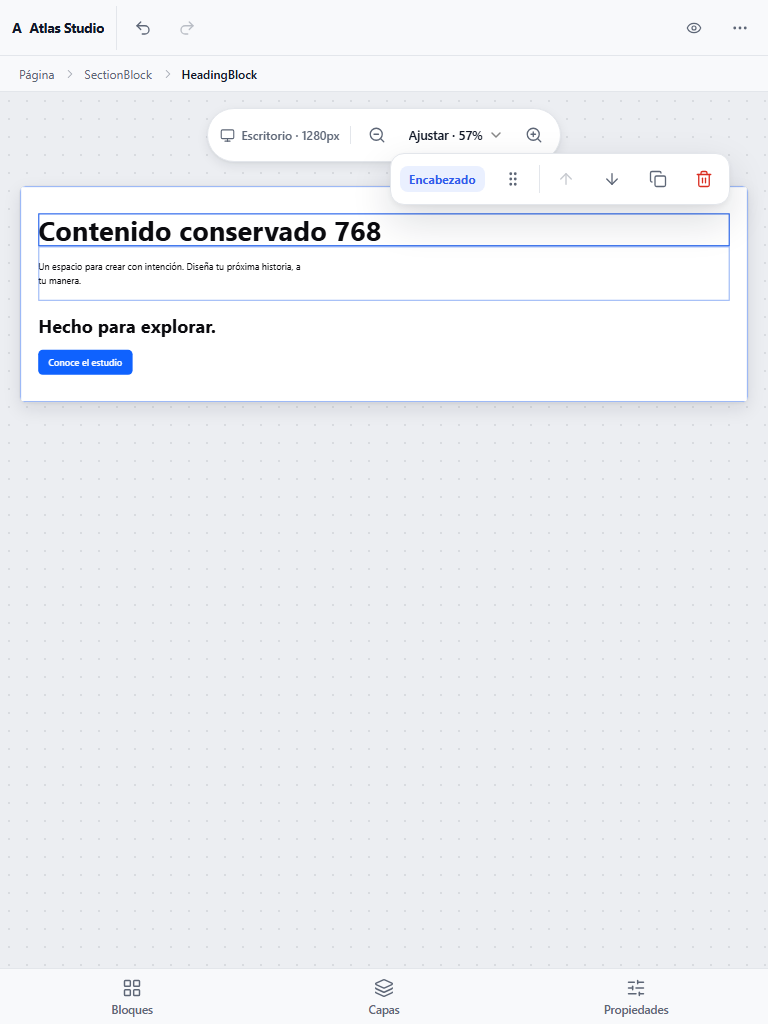 A Atlas Studio
Página > SectionBlock > HeadingBlock
Escritorio · 1280px
Ajustar · 57%
Encabezado
Contenido conservado 768
Un espacio para crear con intención. Diseña tu próxima historia, a
tu manera.
Hecho para explorar.
Conoce el estudio
Bloques
Capas
Propiedades